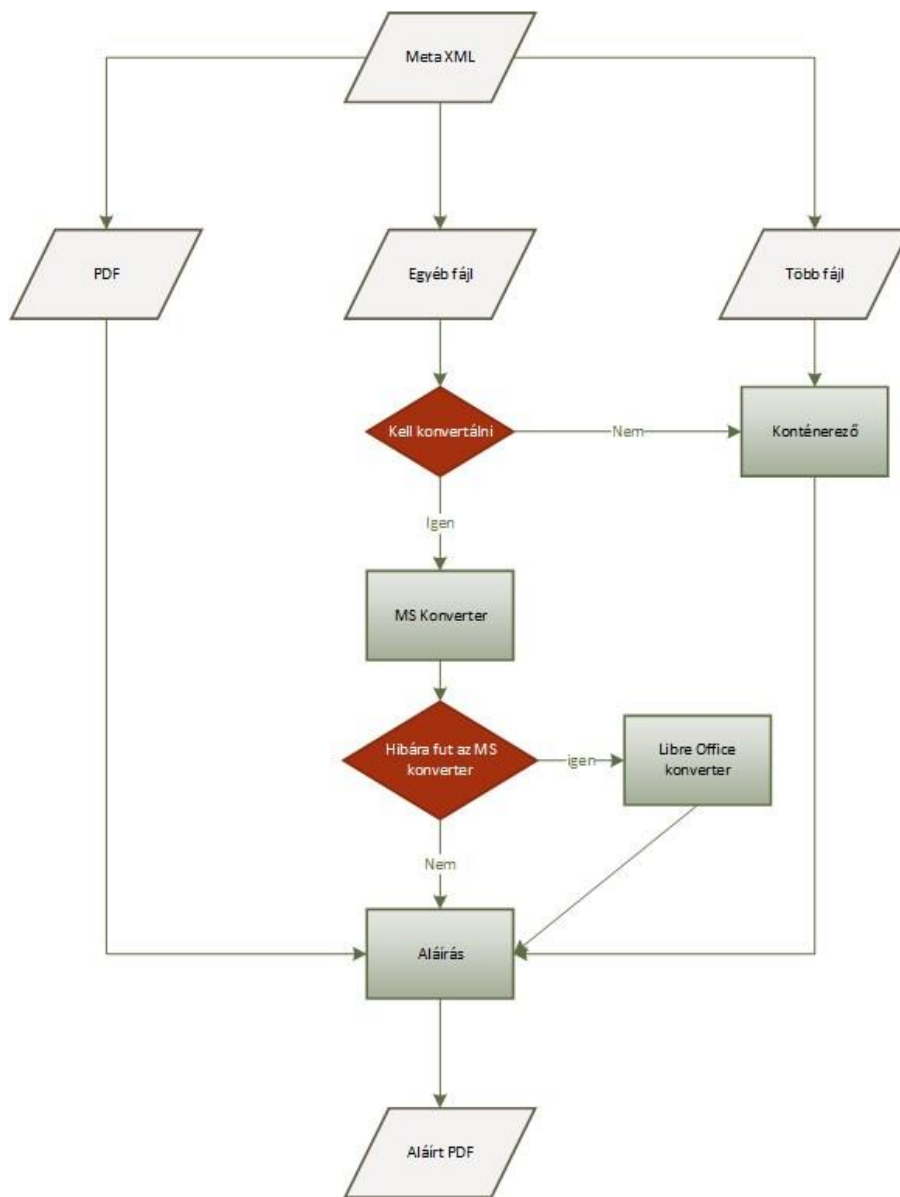 Meta XML
PDF
Egyéb fájl
Több fájl
Kell konvertálni
Nem
Konténerező
Igen
MS Konverter
Hibára fut az MS
konverter
igen
Libre Office
konverter
Nem
Aláírás
Aláírt PDF